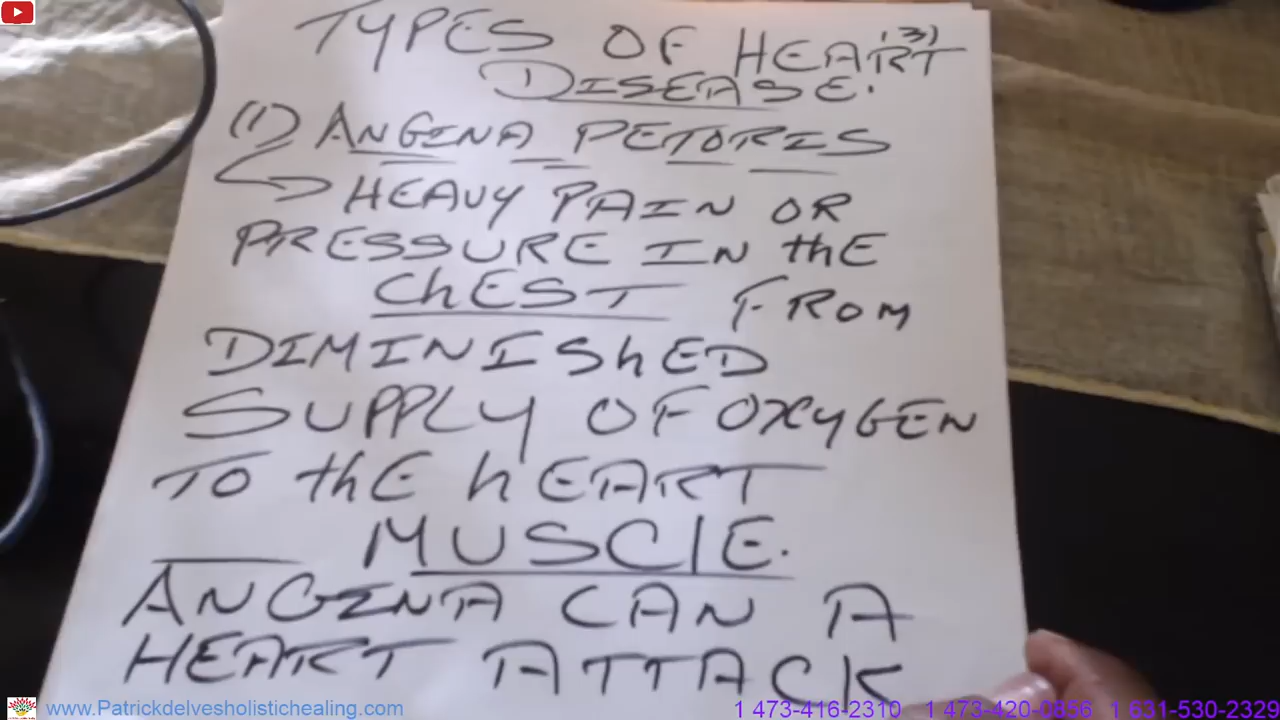 TYPES OF HEART (3)
DISEASE.
(1) ANGINA PETORIS
HEAVY PAIN OR
PRESSURE IN thE
ChEST FROM
DIMINIShED
SUPPLY OF OXYGEN
TO thE hEART
MUSClE.
ANGINA CAN A
HEART ATTACK
www.Patrickdelvesholistichealing.com 1 473-416-2310 1 473-420-0856 1 631-530-2329